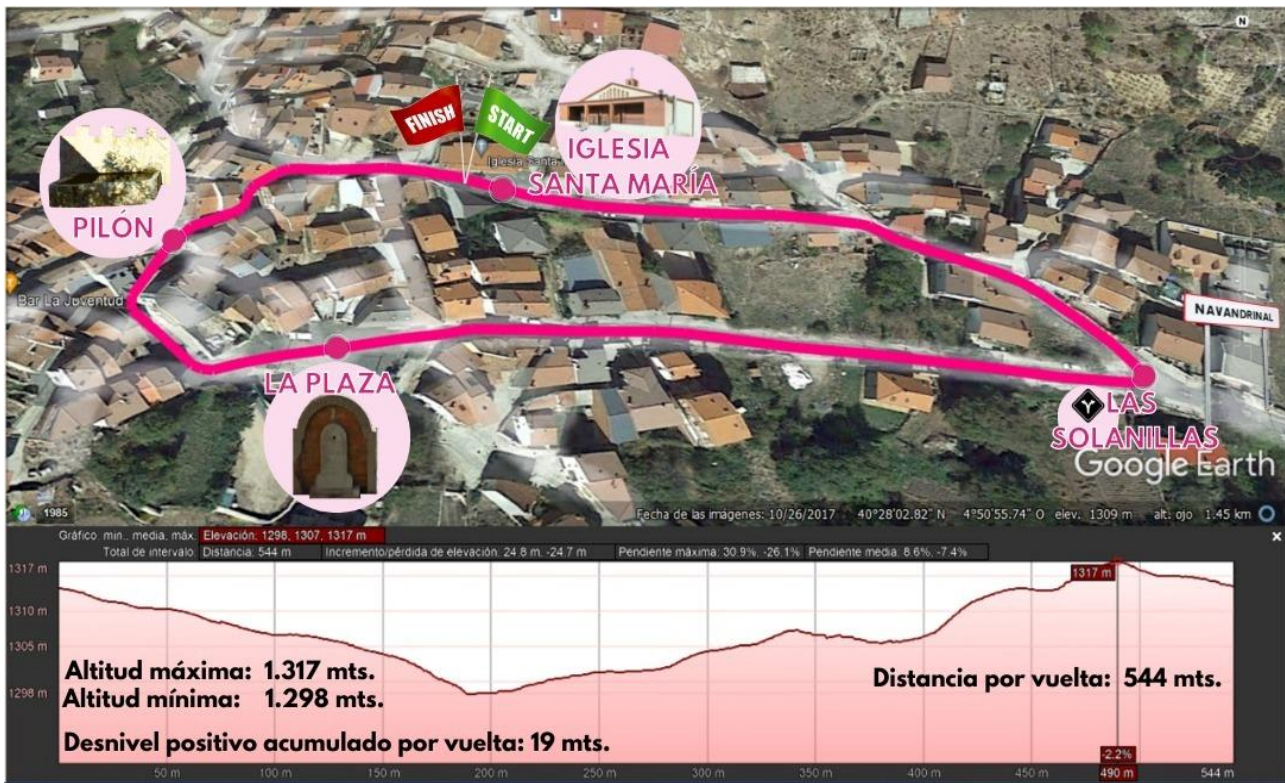 N
FINISH
START
IGLESIA
Iglesia Santa
SANTA MARÍA
PILÓN
Bar La Juventud
NAVANDRINAL
LA PLAZA
LAS
SOLANILLAS
Google Earth
1985
Fecha de las imágenes: 10/26/2017 40°28'02.82" N 4°50'55.74" O elev. 1309 m alt. ojo 1.45 km
Gráfico: mín., media, máx. Elevación: 1298, 1307, 1317 m
Total de intervalo: Distancia: 544 m Incremento/pérdida de elevación: 24.8 m, -24.7 m Pendiente máxima: 30.9%, -26.1% Pendiente media: 8.6%, -7.4%
1317 m
1317 m
1310 m
1305 m
1298 m
Altitud máxima: 1.317 mts.
Altitud mínima: 1.298 mts.
Distancia por vuelta: 544 mts.
Desnivel positivo acumulado por vuelta: 19 mts.
-2.2%
50 m 100 m 150 m 200 m 250 m 300 m 350 m 400 m 450 m 490 m 544 m